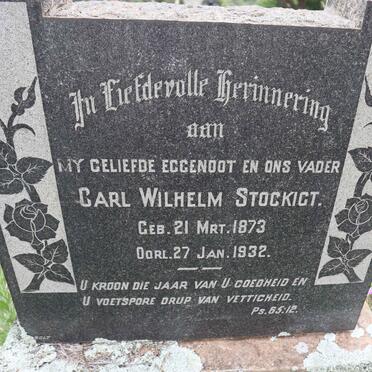 In Liefdevolle Herinnering
aan
MY GELIEFDE EGGENOOT EN ONS VADER
CARL WILHELM STOCKIGT.
GEB. 21 MRT. 1873
OORL. 27 JAN. 1932.
U KROON DIE JAAR VAN U GOEDHEID EN
U VOETSPORE DRUP VAN VETTIGHEID.
PS. 65:12.